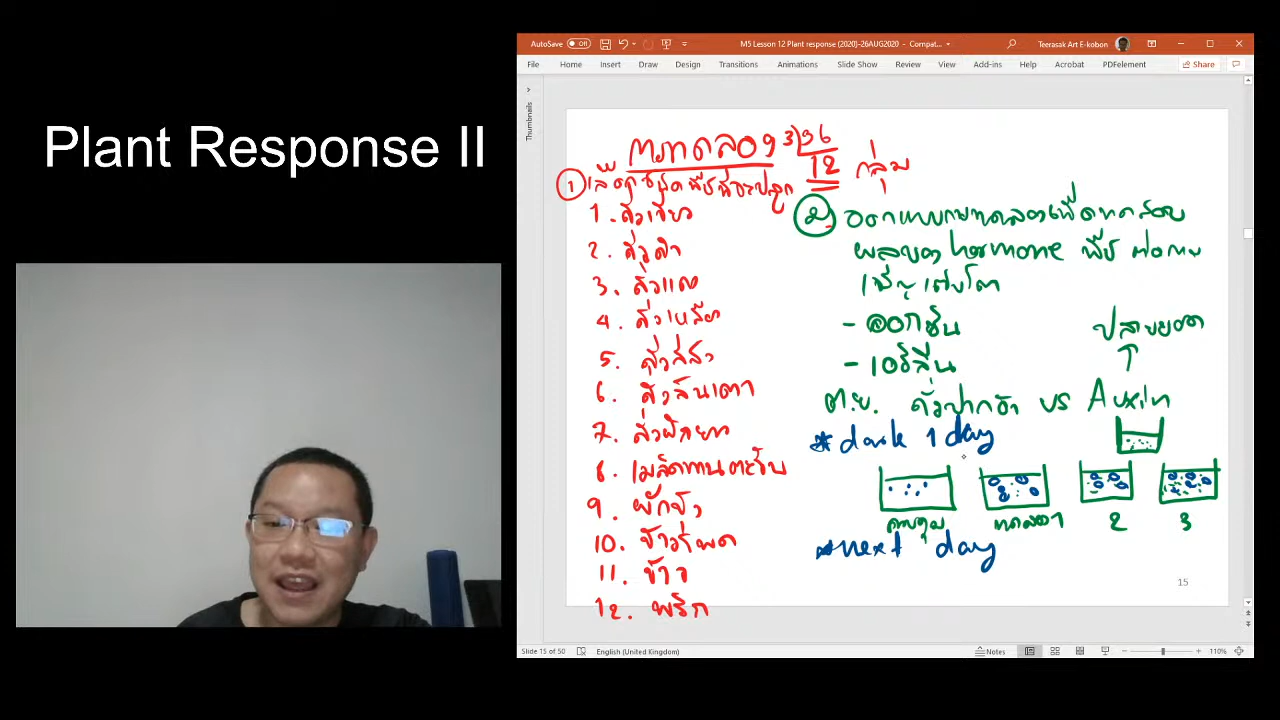 Plant Response II
AutoSave Off
M5 Lesson 12 Plant response (2020)-26AUG2020 - Compat...
Teerasak Art E-kobon
File Home Insert Draw Design Transitions Animations Slide Show Review View Help Add-ins Acrobat PDFelement Share
Thumbnails
การทดลอง 3 36
12 กลุ่ม
1 เลือกชนิดพืชที่จะปลูก
1. ถั่วเขียว
2. ถั่วดำ
3. ถั่วแดง
4. ถั่วเหลือง
5. ถั่วลิสง
6. ถั่วลันเตา
7. ถั่วฝักยาว
8. เมล็ดทานตะวัน
9. ผักบุ้ง
10. ข้าวโพด
11. ข้าว
12. พริก
2 ออกแบบการทดลองเพื่อทดสอบ
ผลของ hormone พืช ต่อการ
เจริญเติบโต
- ออกซิน
- เอธิลีน
ปลายยอด
ต.ย. ถั่วปากอ้า vs Auxin
* dark 1 day
ควบคุม ทดลอง 1 2 3
* next day
15
Slide 15 of 50 English (United Kingdom) Notes 110%